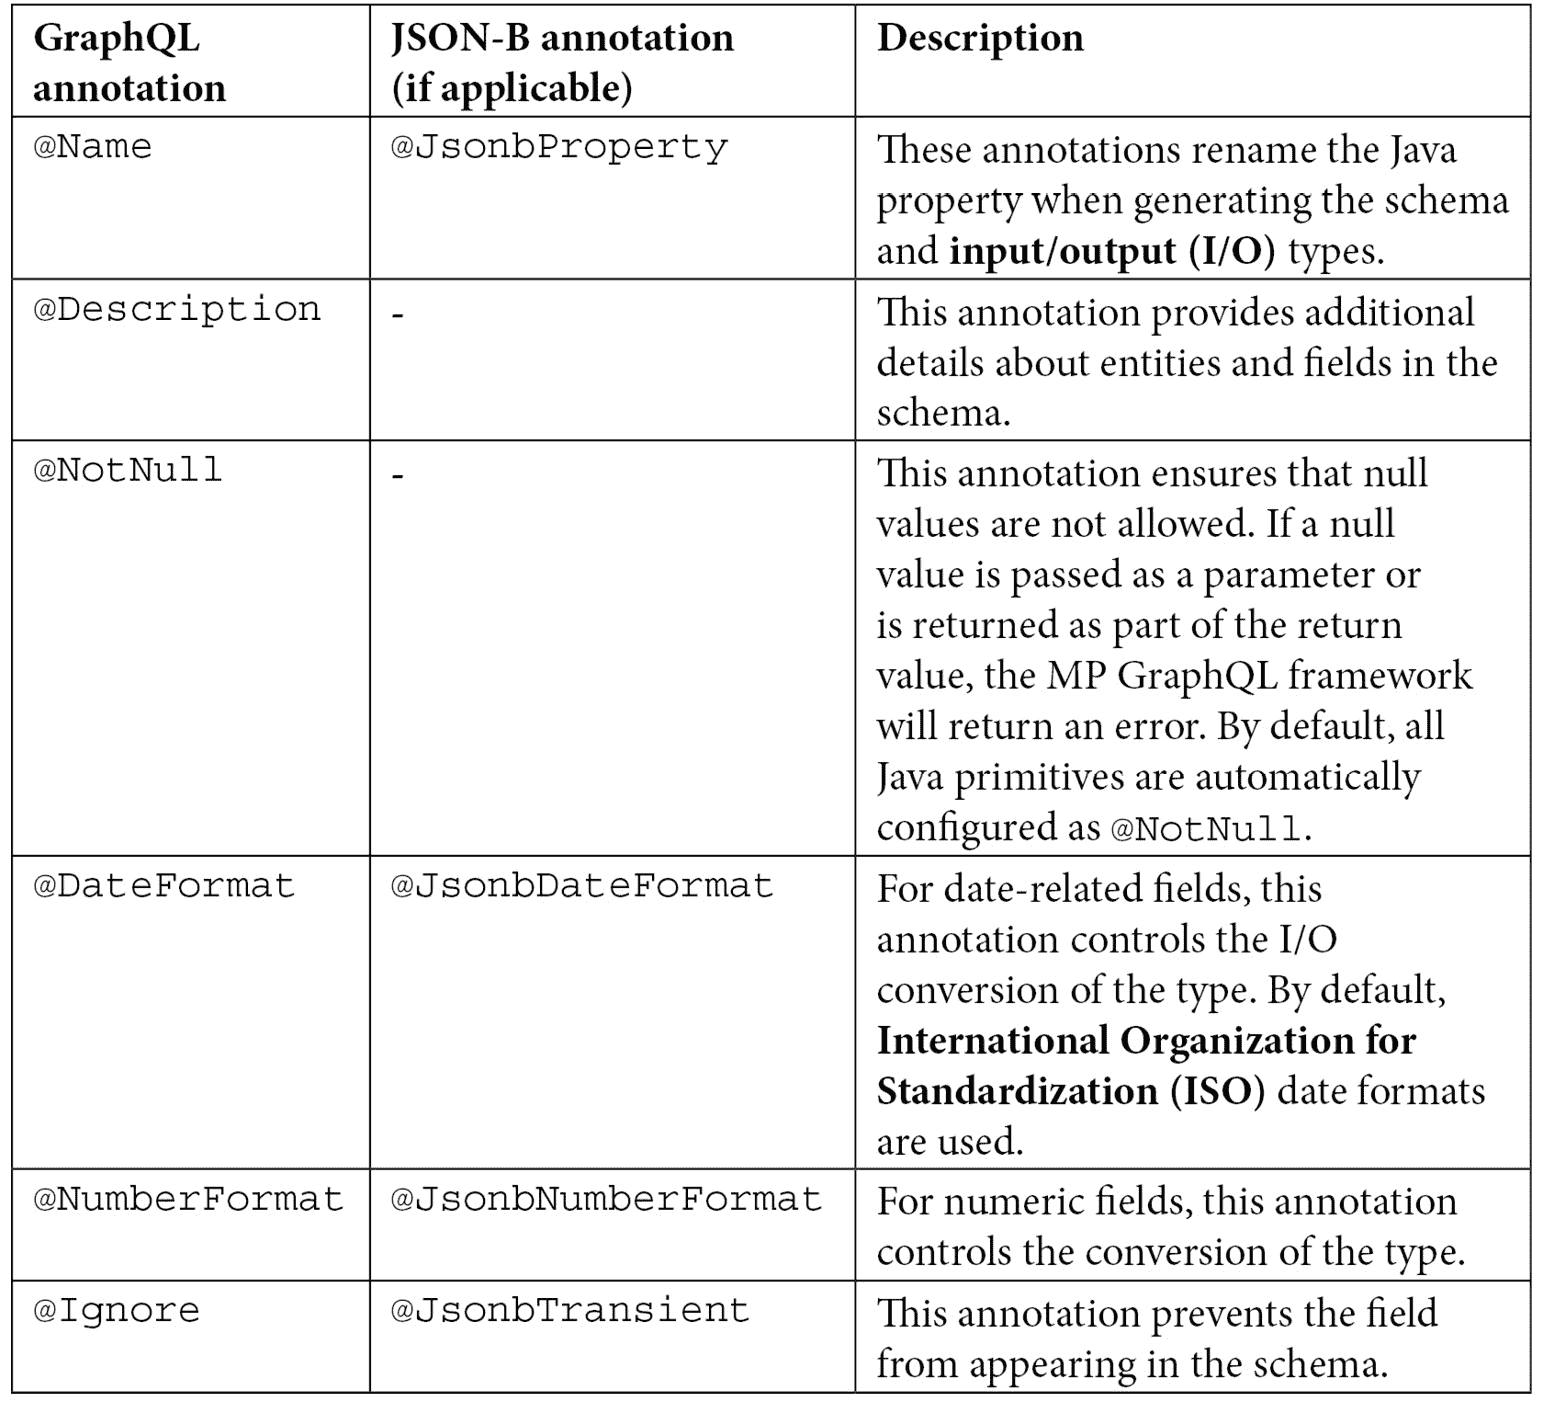 GraphQL
annotation
JSON-B annotation
(if applicable)
Description
@Name
@JsonbProperty
These annotations rename the Java
property when generating the schema
and input/output (I/O) types.
@Description
-
This annotation provides additional
details about entities and fields in the
schema.
@NotNull
-
This annotation ensures that null
values are not allowed. If a null
value is passed as a parameter or
is returned as part of the return
value, the MP GraphQL framework
will return an error. By default, all
Java primitives are automatically
configured as @NotNull.
@DateFormat
@JsonbDateFormat
For date-related fields, this
annotation controls the I/O
conversion of the type. By default,
International Organization for
Standardization (ISO) date formats
are used.
@NumberFormat
@JsonbNumberFormat
For numeric fields, this annotation
controls the conversion of the type.
@Ignore
@JsonbTransient
This annotation prevents the field
from appearing in the schema.